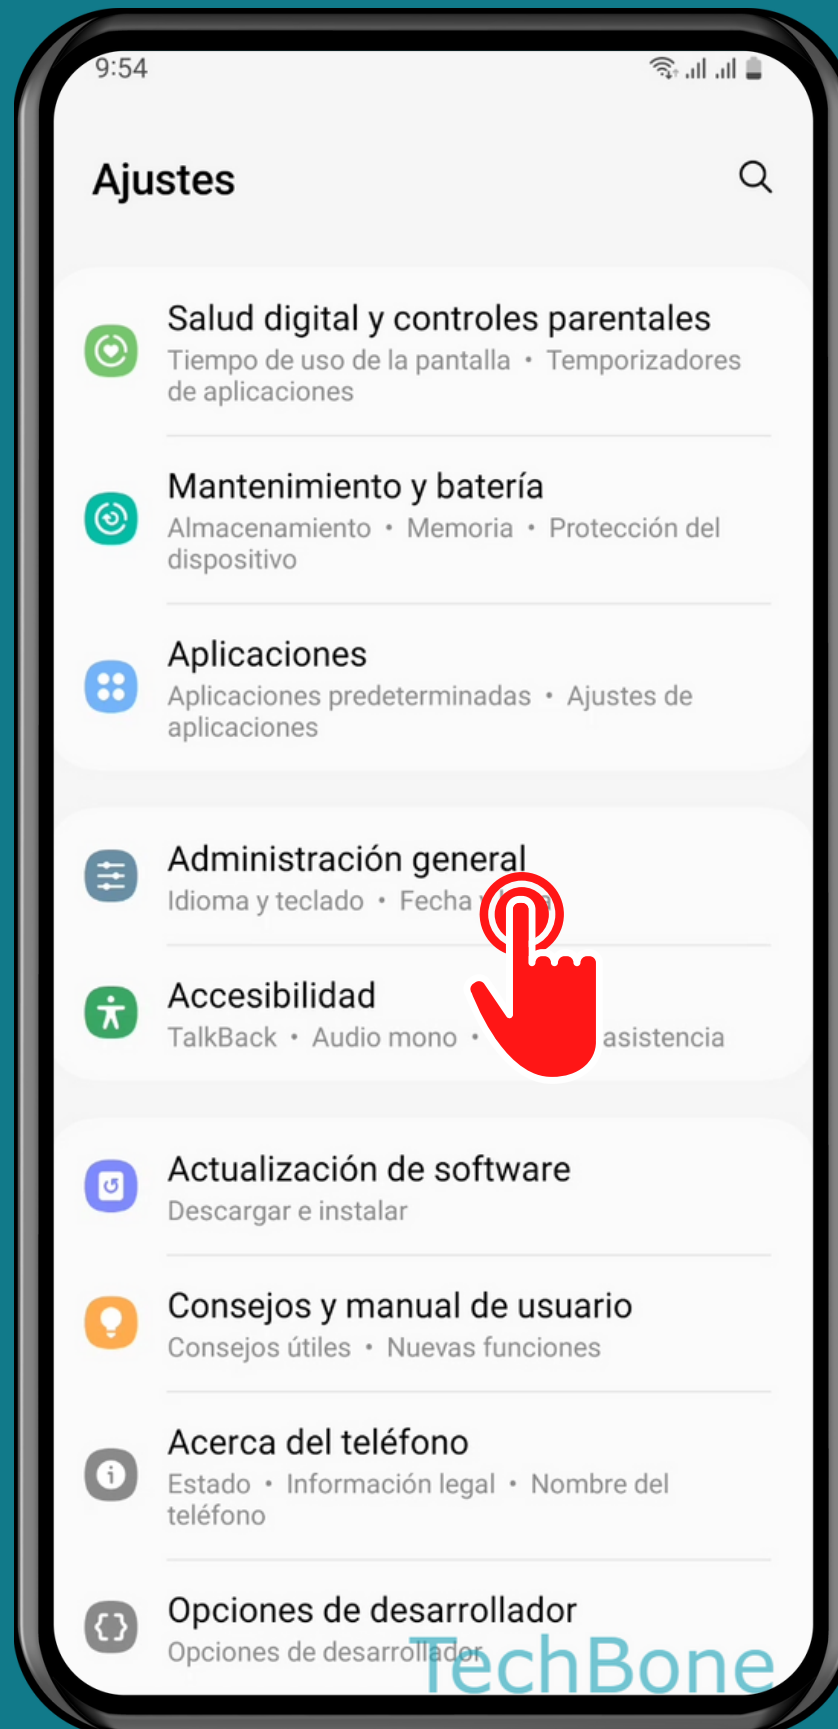 9:54
Ajustes
Salud digital y controles parentales
Tiempo de uso de la pantalla • Temporizadores
de aplicaciones
Mantenimiento y batería
Almacenamiento • Memoria • Protección del
dispositivo
Aplicaciones
Aplicaciones predeterminadas • Ajustes de
aplicaciones
Administración general
Idioma y teclado • Fecha
Accesibilidad
TalkBack • Audio mono • asistencia
Actualización de software
Descargar e instalar
Consejos y manual de usuario
Consejos útiles • Nuevas funciones
Acerca del teléfono
Estado • Información legal • Nombre del
teléfono
Opciones de desarrollador
Opciones de desarrollador
TechBone